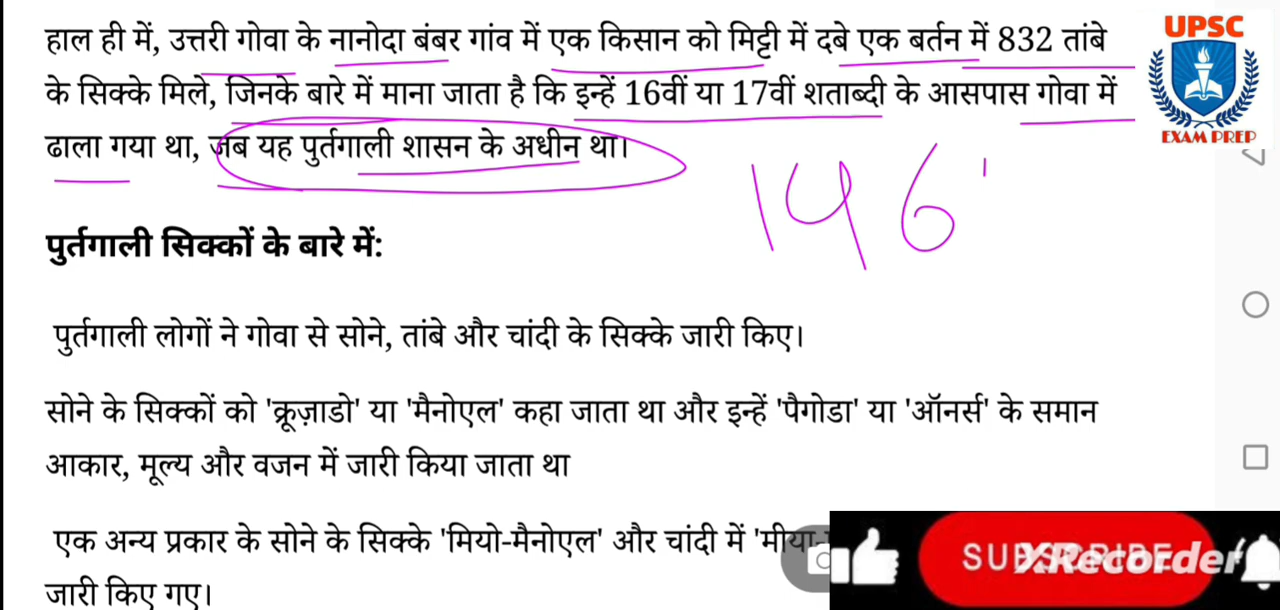 हाल ही में, उत्तरी गोवा के नानोदा बंबर गांव में एक किसान को मिट्टी में दबे एक बर्तन में 832 तांबे
के सिक्के मिले, जिनके बारे में माना जाता है कि इन्हें 16वीं या 17वीं शताब्दी के आसपास गोवा में
ढाला गया था, जब यह पुर्तगाली शासन के अधीन था।
UPSC
EXAM PREP
146
पुर्तगाली सिक्कों के बारे में:
पुर्तगाली लोगों ने गोवा से सोने, तांबे और चांदी के सिक्के जारी किए।
सोने के सिक्कों को 'क्रूज़ाडो' या 'मैनोएल' कहा जाता था और इन्हें 'पैगोडा' या 'ऑनर्स' के समान
आकार, मूल्य और वजन में जारी किया जाता था
एक अन्य प्रकार के सोने के सिक्के 'मियो-मैनोएल' और चांदी में
जारी किए गए।
SUBSCRIBE
XRecorder